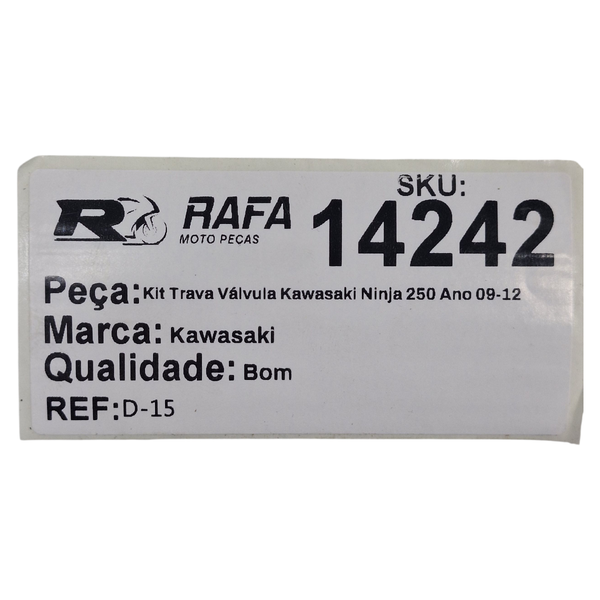 R RAFA
MOTO PEÇAS
SKU:
14242
Peça: Kit Trava Válvula Kawasaki Ninja 250 Ano 09-12
Marca: Kawasaki
Qualidade: Bom
REF: D-15